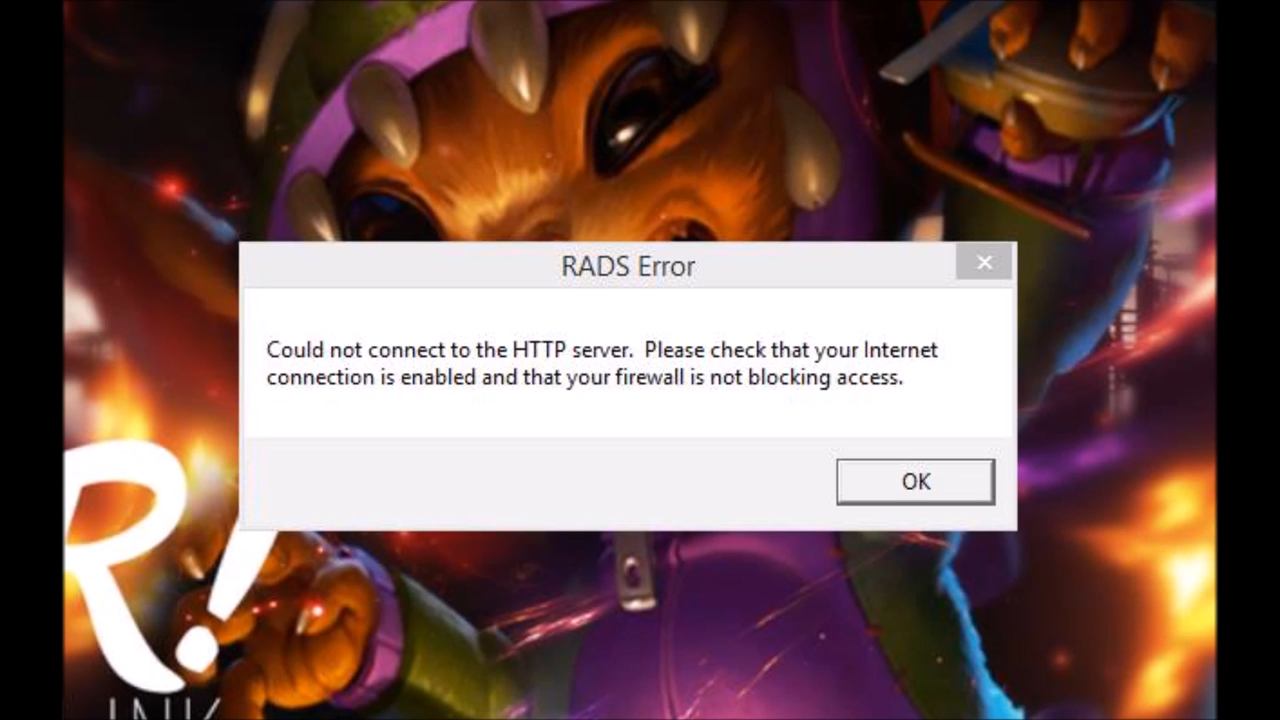 RADS Error
Could not connect to the HTTP server.  Please check that your Internet
connection is enabled and that your firewall is not blocking access.
OK
R!